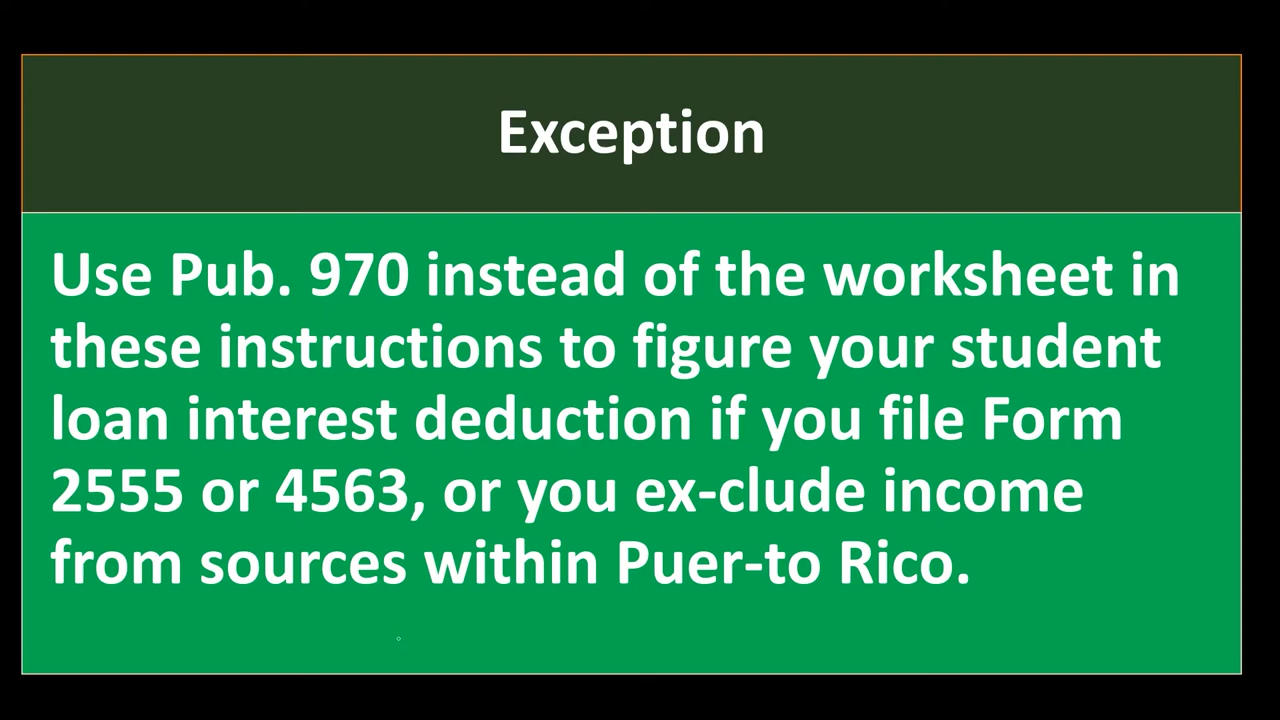 Exception
Use Pub. 970 instead of the worksheet in
these instructions to figure your student
loan interest deduction if you file Form
2555 or 4563, or you ex-clude income
from sources within Puer-to Rico.